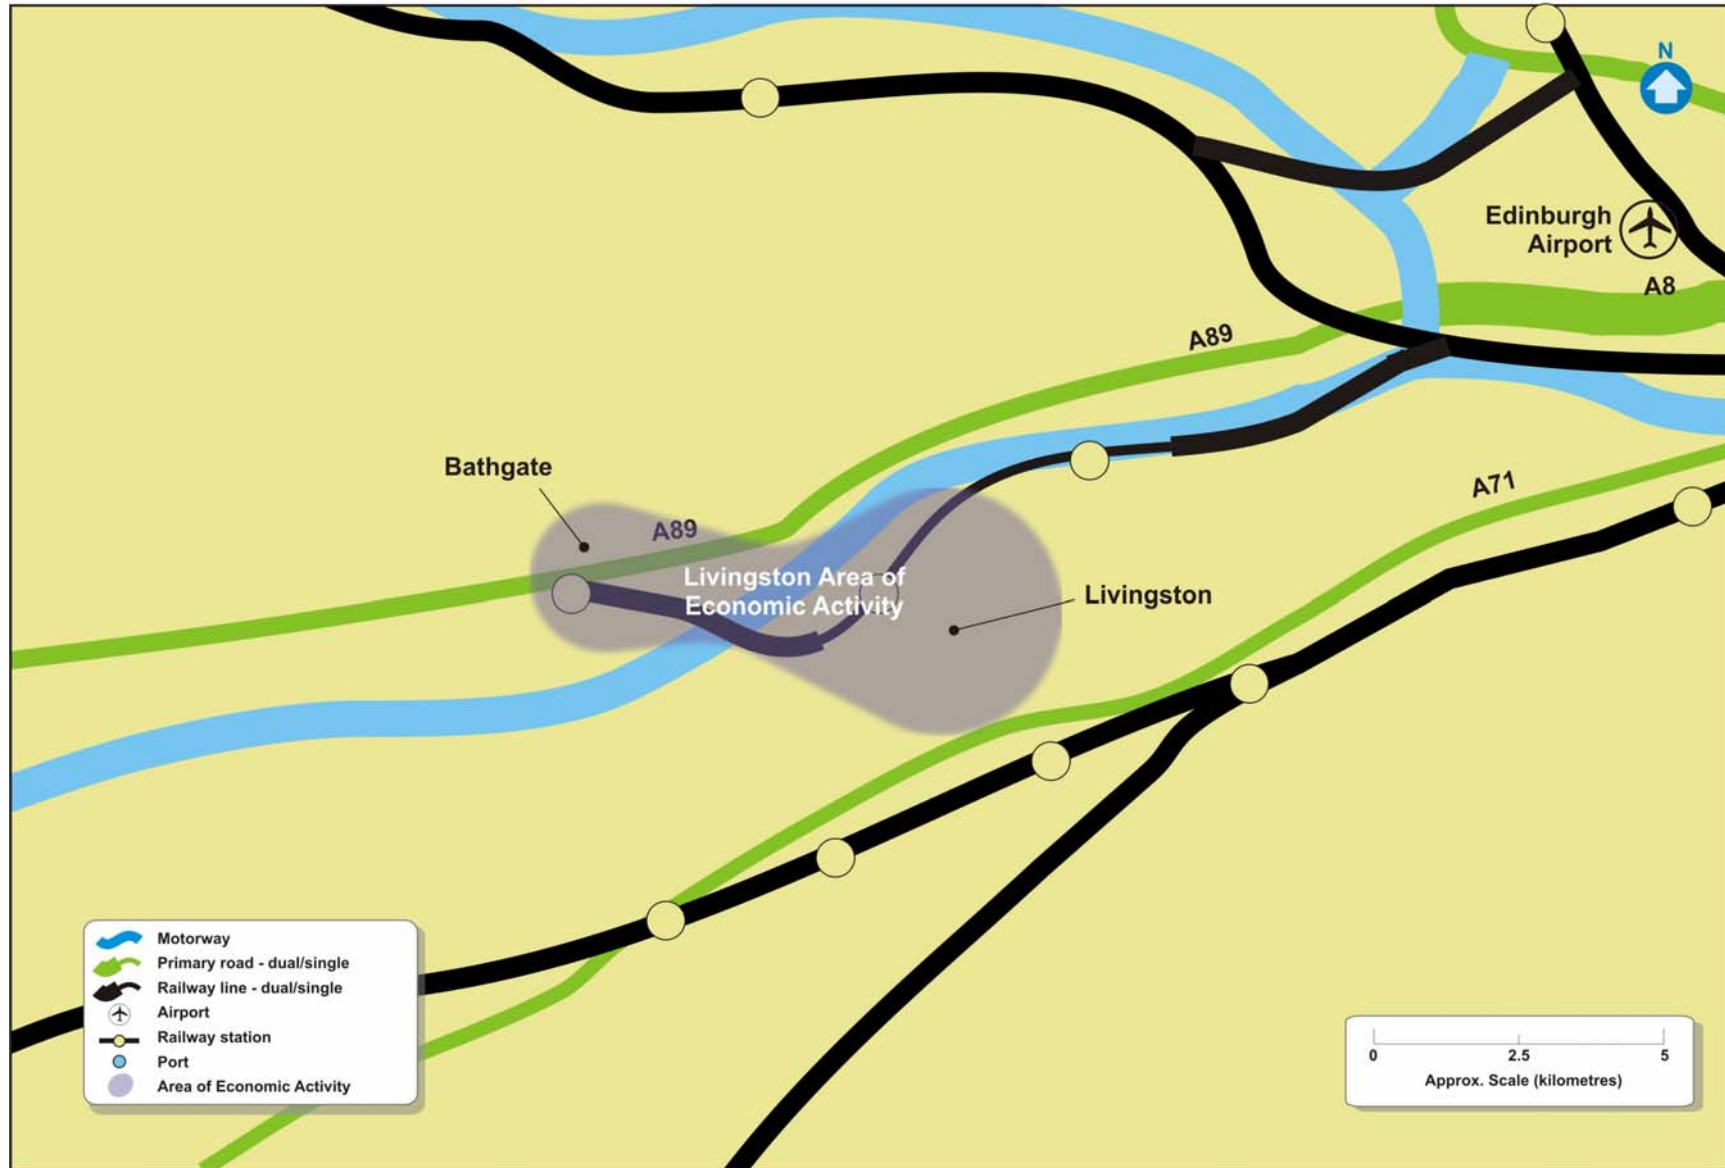 N
Edinburgh
Airport
A8
A89
A71
Bathgate
A89
Livingston Area of
Economic Activity
Livingston
Motorway
Primary road - dual/single
Railway line - dual/single
Airport
Railway station
Port
Area of Economic Activity
0 2.5 5
Approx. Scale (kilometres)